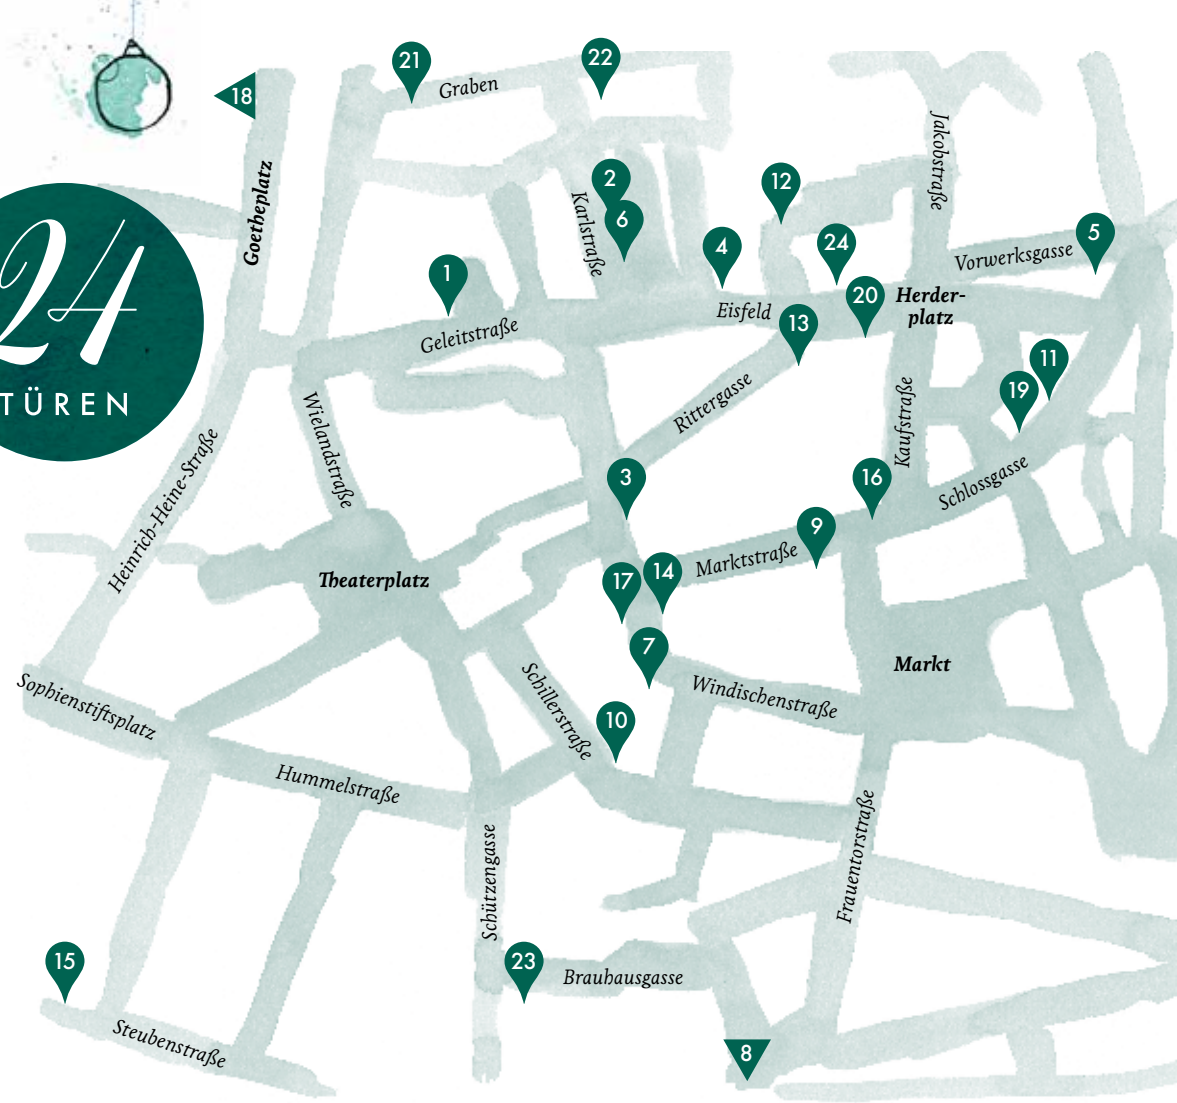 21
22
Graben
18
Jakobstraße
Goetheplatz
2
12
Karlstraße
6
24
TÜREN
4
24
5
Vorwerksgasse
1
20
Herder-
platz
Eisfeld
13
Geleitstraße
11
19
Rittergasse
Kaufstraße
Wielandstraße
Heinrich-Heine-Straße
3
16
Schlossgasse
9
Marktstraße
17
14
Theaterplatz
7
Markt
Sophienstiftsplatz
Schillerstraße
Windischenstraße
10
Hummelstraße
Schützengasse
Frauentorstraße
15
23
Brauhausgasse
Steubenstraße
8